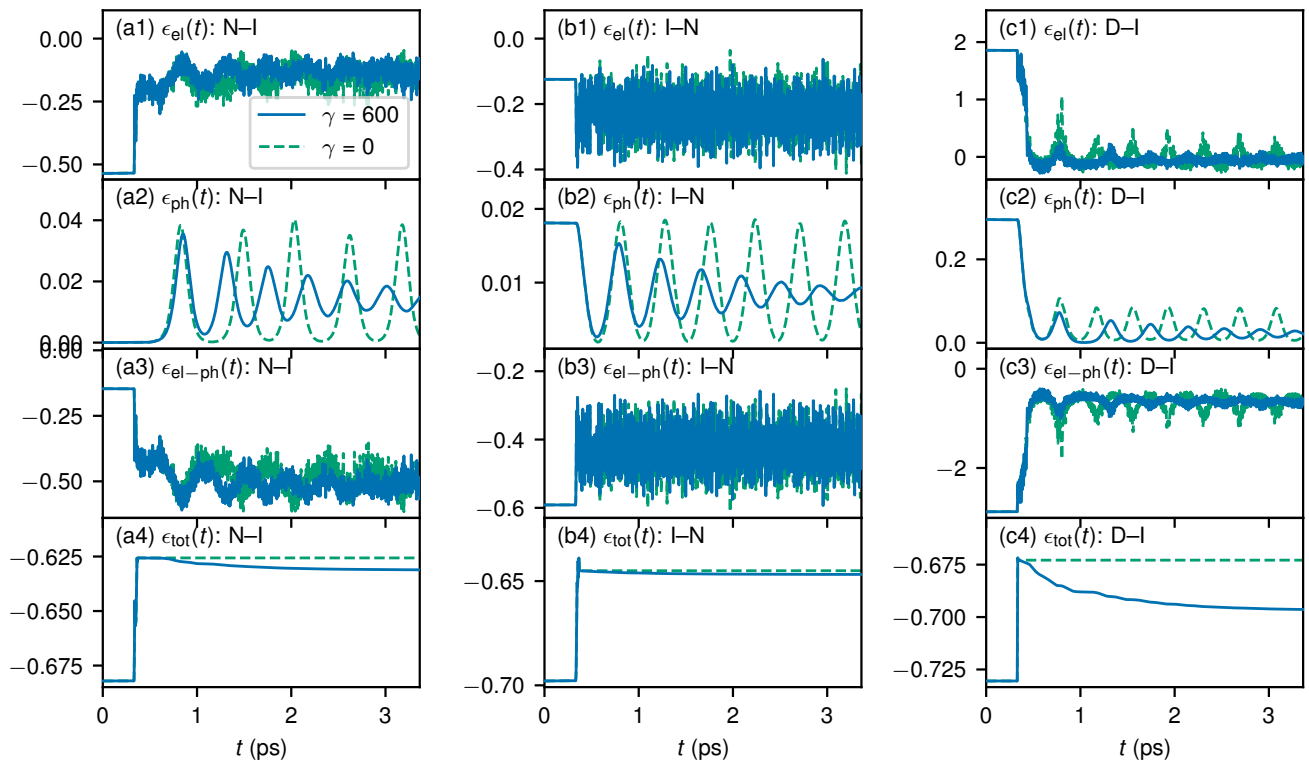 (a1) ϵel(t): N–I
0.00
−0.25
−0.50
γ = 600
γ = 0
(b1) ϵel(t): I–N
0.0
−0.2
−0.4
(c1) ϵel(t): D–I
2
1
0
(a2) ϵph(t): N–I
0.04
0.02
0.00
(b2) ϵph(t): I–N
0.02
0.01
(c2) ϵph(t): D–I
0.2
0.0
(a3) ϵel−ph(t): N–I
0.00
−0.25
−0.50
(b3) ϵel−ph(t): I–N
−0.2
−0.4
−0.6
(c3) ϵel−ph(t): D–I
0
−2
(a4) ϵtot(t): N–I
−0.625
−0.650
−0.675
0 1 2 3
t (ps)
(b4) ϵtot(t): I–N
−0.65
−0.70
0 1 2 3
t (ps)
(c4) ϵtot(t): D–I
−0.675
−0.700
−0.725
0 1 2 3
t (ps)